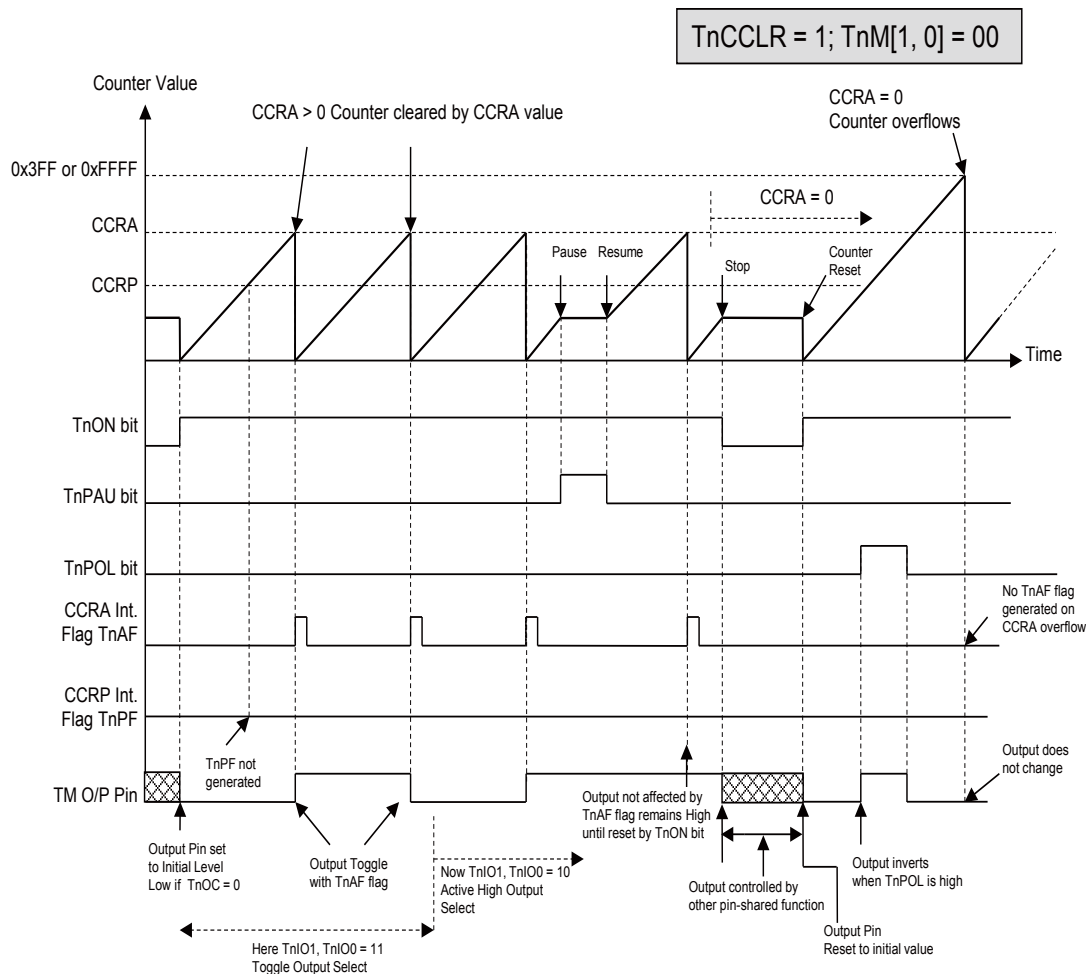 TnCCLR = 1; TnM[1, 0] = 00
Counter Value
CCRA > 0 Counter cleared by CCRA value
CCRA = 0
Counter overflows
0x3FF or 0xFFFF
CCRA = 0
CCRA
Pause
Resume
Stop
Counter
Reset
CCRP
Time
TnON bit
TnPAU bit
TnPOL bit
No TnAF flag
generated on
CCRA overflow
CCRA Int.
Flag TnAF
CCRP Int.
Flag TnPF
TnPF not
generated
Output does
not change
TM O/P Pin
Output not affected by
TnAF flag remains High
until reset by TnON bit
Output Pin set
to Initial Level
Low if TnOC = 0
Output Toggle
with TnAF flag
Now TnIO1, TnIO0 = 10
Active High Output
Select
Output controlled by
other pin-shared function
Output inverts
when TnPOL is high
Here TnIO1, TnIO0 = 11
Toggle Output Select
Output Pin
Reset to initial value